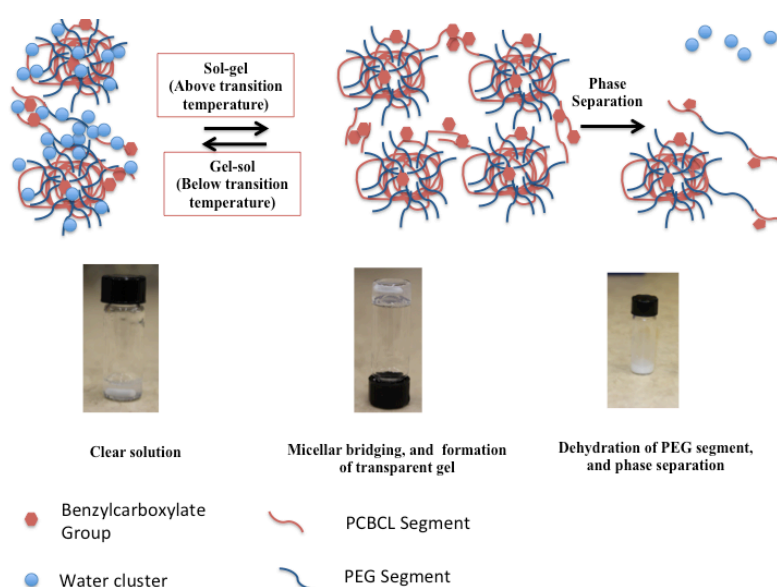 Sol-gel
(Above transition
temperature)
Gel-sol
(Below transition
temperature)
Phase
Separation
Clear solution
Micellar bridging, and formation
of transparent gel
Dehydration of PEG segment,
and phase separation
Benzylcarboxylate
Group
PCBCL Segment
Water cluster
PEG Segment